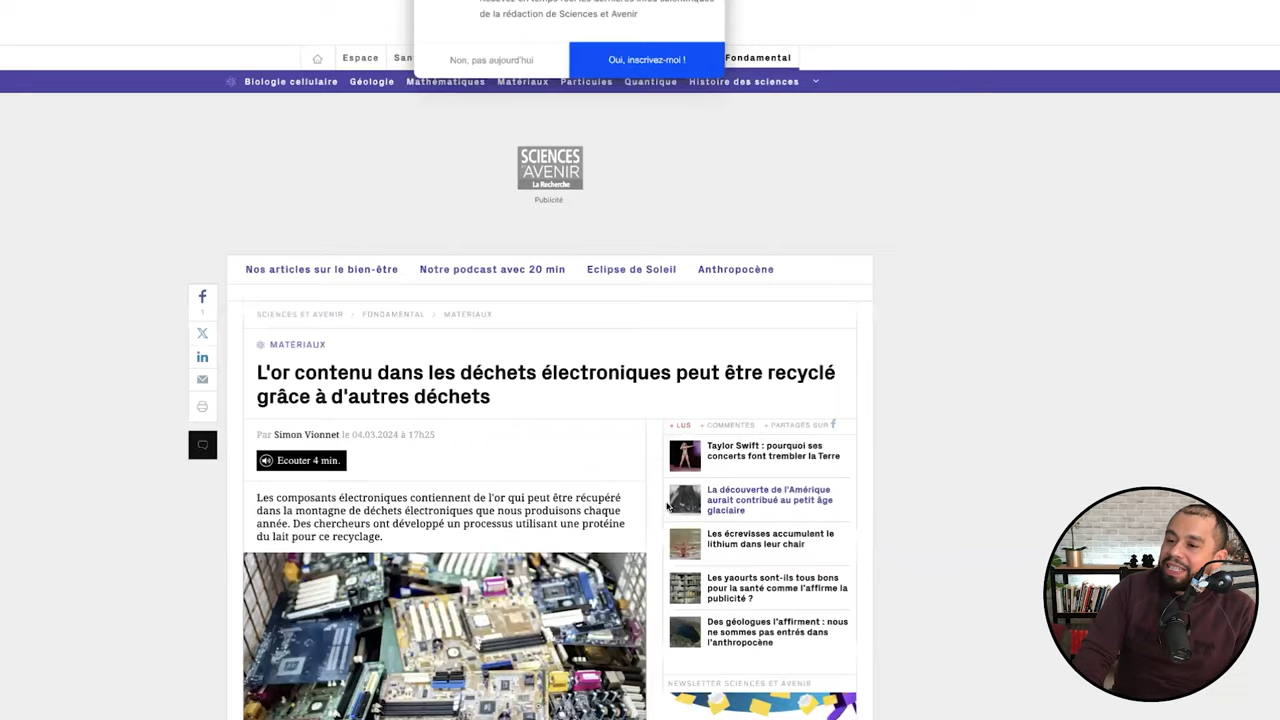 de la rédaction de Sciences et Avenir
Non, pas aujourd'hui
Oui, inscrivez-moi !
Espace
San
Fondamental
Biologie cellulaire
Géologie
Mathématiques
Matériaux
Particules
Quantique
Histoire des sciences
SCIENCES
AVENIR
La Recherche
Publicité
Nos articles sur le bien-être
Notre podcast avec 20 min
Eclipse de Soleil
Anthropocène
SCIENCES ET AVENIR
FONDAMENTAL
MATÉRIAUX
MATÉRIAUX
L'or contenu dans les déchets électroniques peut être recyclé
grâce à d'autres déchets
Par Simon Vionnet le 04.03.2024 à 17h25
Ecouter 4 min.
Les composants électroniques contiennent de l'or qui peut être récupéré
dans la montagne de déchets électroniques que nous produisons chaque
année. Des chercheurs ont développé un processus utilisant une protéine
du lait pour ce recyclage.
1
+ LUS
+ COMMENTÉS
+ PARTAGÉS SUR
Taylor Swift : pourquoi ses
concerts font trembler la Terre
La découverte de l'Amérique
aurait contribué au petit âge
glaciaire
Les écrevisses accumulent le
lithium dans leur chair
Les yaourts sont-ils tous bons
pour la santé comme l'affirme la
publicité ?
Des géologues l'affirment : nous
ne sommes pas entrés dans
l'anthropocène
NEWSLETTER SCIENCES ET AVENIR